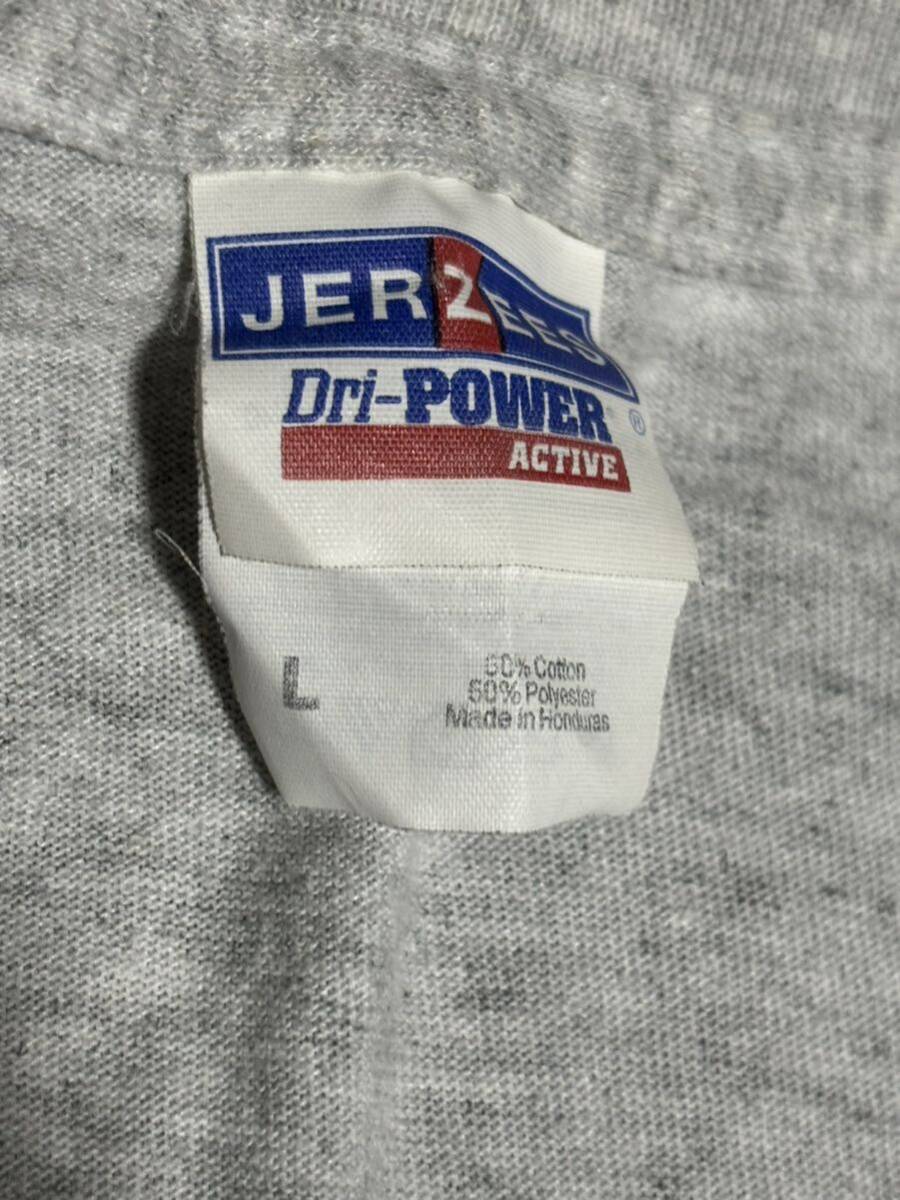 JERZEES
Dri-POWER®
ACTIVE
L
50% Cotton
50% Polyester
Made in Honduras